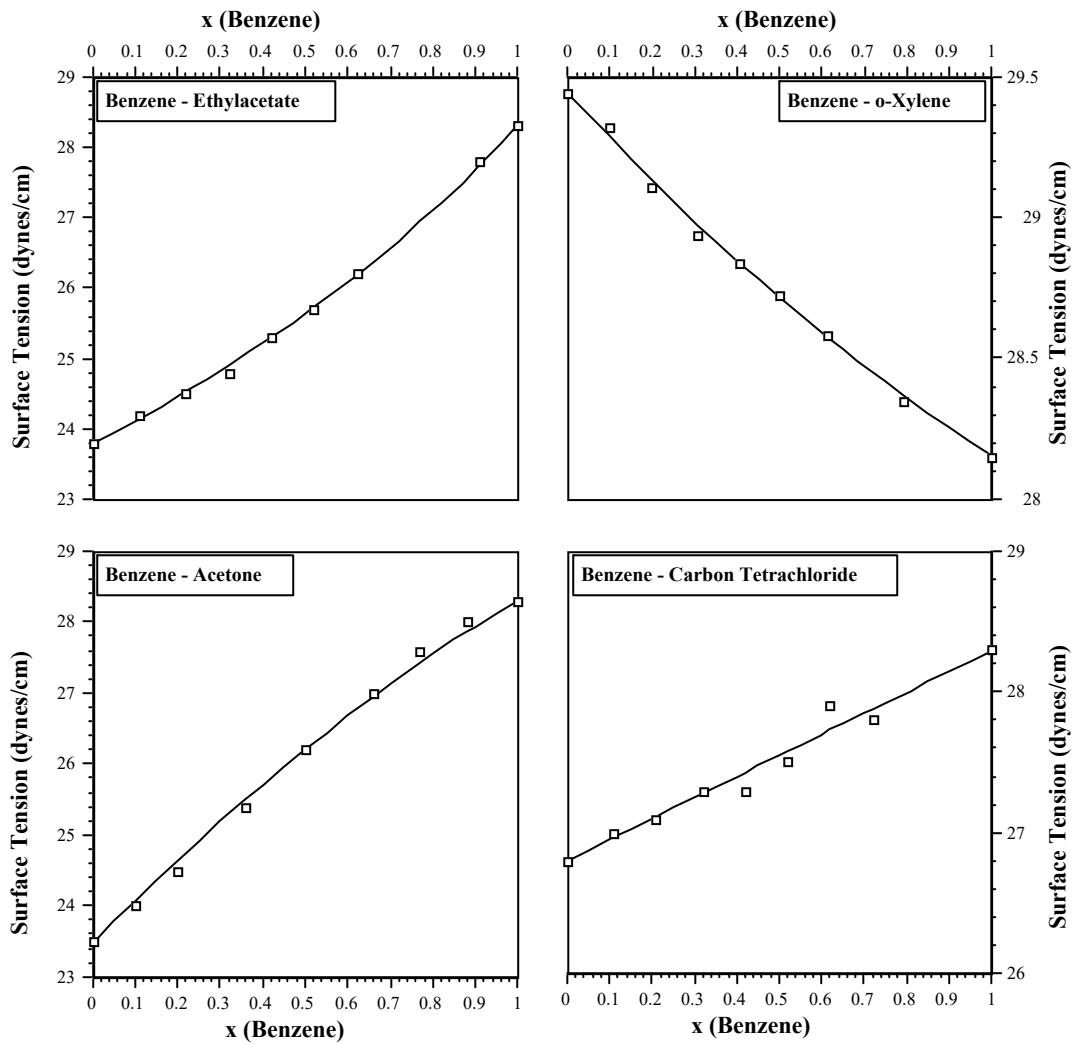 x (Benzene)
x (Benzene)
0 0.1 0.2 0.3 0.4 0.5 0.6 0.7 0.8 0.9 1
0 0.1 0.2 0.3 0.4 0.5 0.6 0.7 0.8 0.9 1
Benzene - Ethylacetate
Surface Tension (dynes/cm)
29
28
27
26
25
24
23
Benzene - o-Xylene
29.5
29
28.5
28
Surface Tension (dynes/cm)
Benzene - Acetone
Surface Tension (dynes/cm)
29
28
27
26
25
24
23
Benzene - Carbon Tetrachloride
29
28
27
26
Surface Tension (dynes/cm)
0 0.1 0.2 0.3 0.4 0.5 0.6 0.7 0.8 0.9 1
0 0.1 0.2 0.3 0.4 0.5 0.6 0.7 0.8 0.9 1
x (Benzene)
x (Benzene)